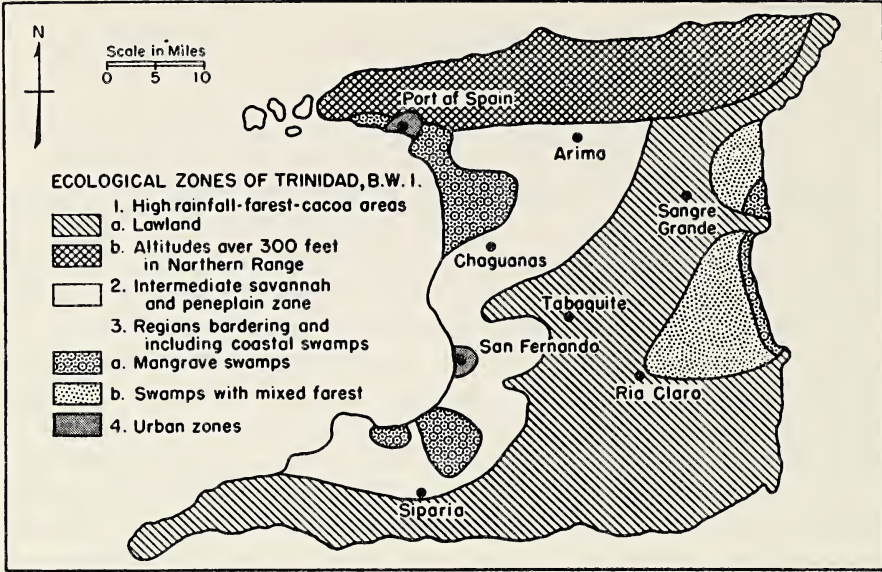 N
Scale in Miles
0 5 10
Port of Spain
Arima
ECOLOGICAL ZONES OF TRINIDAD, B.W.I.
1. High rainfall-forest-cacao areas
a. Lowland
b. Altitudes over 300 feet
in Northern Range
2. Intermediate savannah
and peneplain zone
3. Regions bordering and
including coastal swamps
a. Mangrove swamps
b. Swamps with mixed forest
4. Urban zones
Sangre
Grande
Chaguanas
Tabaquite
San Fernando
Rio Claro
Siparia